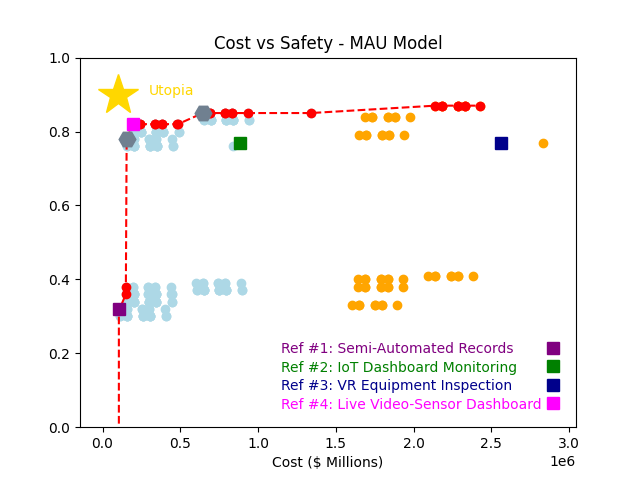 Cost vs Safety - MAU Model
1.0
Utopia
0.8
0.6
0.4
0.2
Ref #1: Semi-Automated Records
Ref #2: IoT Dashboard Monitoring
Ref #3: VR Equipment Inspection
Ref #4: Live Video-Sensor Dashboard
0.0
0.0 0.5 1.0 1.5 2.0 2.5 3.0
Cost ($ Millions)
1e6